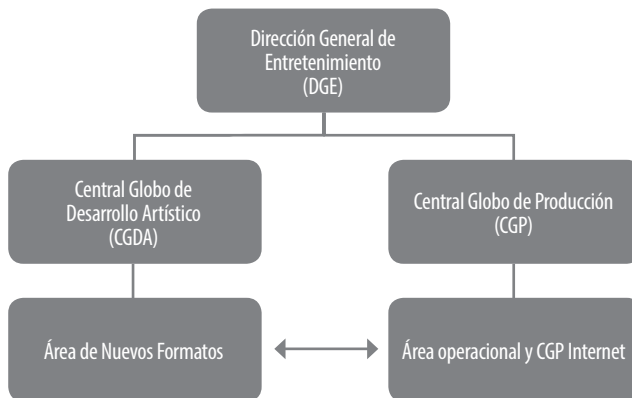 Dirección General de
Entretenimiento
(DGE)
Central Globo de
Desarrollo Artístico
(CGDA)
Central Globo de Producción
(CGP)
Área de Nuevos Formatos
Área operacional y CGP Internet